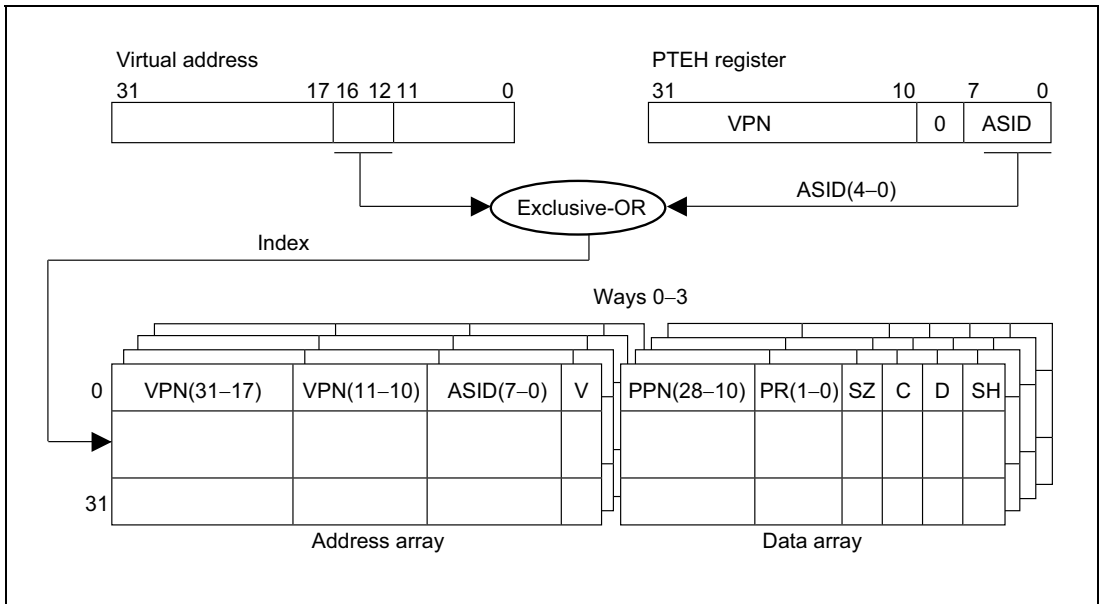 Virtual address PTEH register
31 17 16 12 11 0 31 10 7 0
VPN 0 ASID
ASID(4–0)
Exclusive-OR
Index
Ways 0–3
0 VPN(31–17) VPN(11–10) ASID(7–0) V PPN(28–10) PR(1–0) SZ C D SH
31
Address array Data array